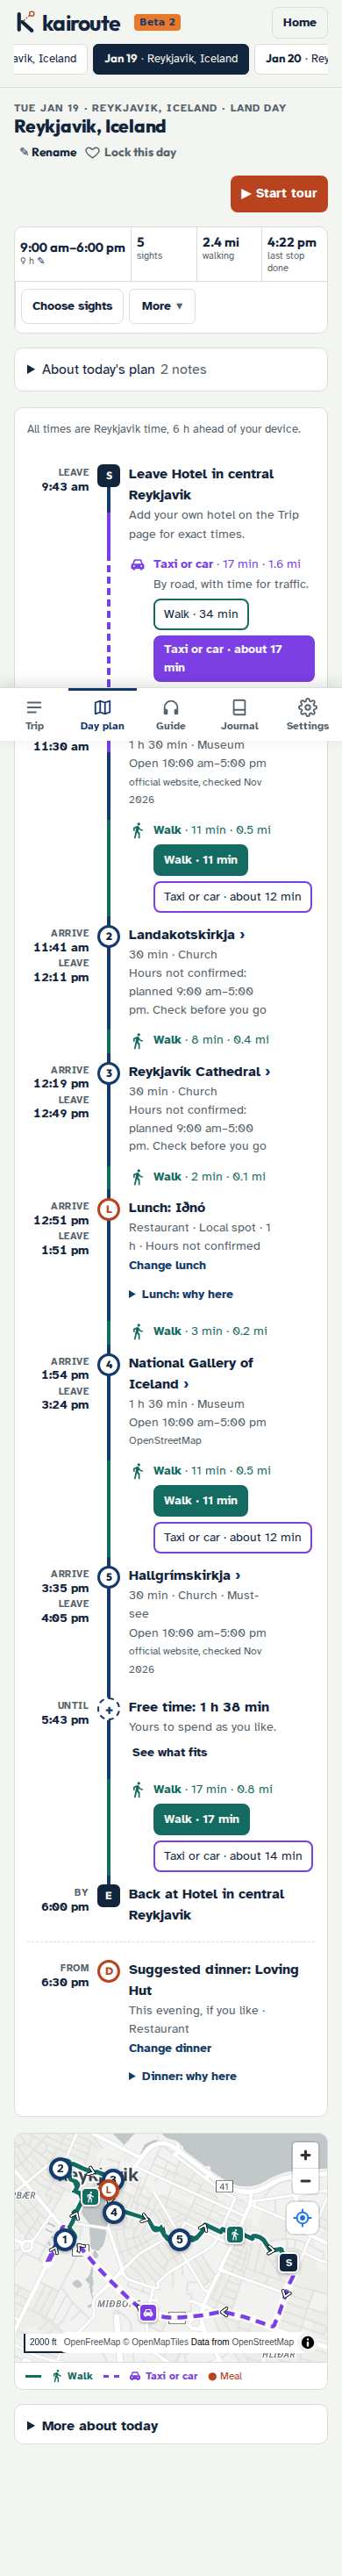 kairoute
Beta 2
Home
avik, Iceland
Jan 19 · Reykjavik, Iceland
Jan 20 · Rey
TUE JAN 19 · REYKJAVIK, ICELAND · LAND DAY
Reykjavik, Iceland
✎ Rename
Lock this day
▶ Start tour
9:00 am–6:00 pm
9 h ✎
5
sights
2.4 mi
walking
4:22 pm
last stop
done
Choose sights
More ▼
▶ About today's plan 2 notes
All times are Reykjavik time, 6 h ahead of your device.
LEAVE
9:43 am
S
Leave Hotel in central
Reykjavik
Add your own hotel on the Trip
page for exact times.
Taxi or car · 17 min · 1.6 mi
By road, with time for traffic.
Walk · 34 min
Taxi or car · about 17
min
Trip
Day plan
Guide
Journal
Settings
11:30 am
1 h 30 min · Museum
Open 10:00 am–5:00 pm
official website, checked Nov
2026
Walk · 11 min · 0.5 mi
Walk · 11 min
Taxi or car · about 12 min
ARRIVE
11:41 am
LEAVE
12:11 pm
2
Landakotskirkja ›
30 min · Church
Hours not confirmed:
planned 9:00 am–5:00
pm. Check before you go
Walk · 8 min · 0.4 mi
ARRIVE
12:19 pm
LEAVE
12:49 pm
3
Reykjavik Cathedral ›
30 min · Church
Hours not confirmed:
planned 9:00 am–5:00
pm. Check before you go
Walk · 2 min · 0.1 mi
ARRIVE
12:51 pm
LEAVE
1:51 pm
L
Lunch: Iðnó
Restaurant · Local spot · 1
h · Hours not confirmed
Change lunch
▶ Lunch: why here
Walk · 3 min · 0.2 mi
ARRIVE
1:54 pm
LEAVE
3:24 pm
4
National Gallery of
Iceland ›
1 h 30 min · Museum
Open 10:00 am–5:00 pm
OpenStreetMap
Walk · 11 min · 0.5 mi
Walk · 11 min
Taxi or car · about 12 min
ARRIVE
3:35 pm
LEAVE
4:05 pm
5
Hallgrímskirkja ›
30 min · Church · Must-
see
Open 10:00 am–5:00 pm
official website, checked Nov
2026
UNTIL
5:43 pm
+
Free time: 1 h 38 min
Yours to spend as you like.
See what fits
Walk · 17 min · 0.8 mi
Walk · 17 min
Taxi or car · about 14 min
BY
6:00 pm
E
Back at Hotel in central
Reykjavik
FROM
6:30 pm
D
Suggested dinner: Loving
Hut
This evening, if you like ·
Restaurant
Change dinner
▶ Dinner: why here
2
3
L
4
1
5
S
41
+
−
2000 ft
OpenFreeMap © OpenMapTiles Data from OpenStreetMap
Walk
Taxi or car
Meal
▶ More about today